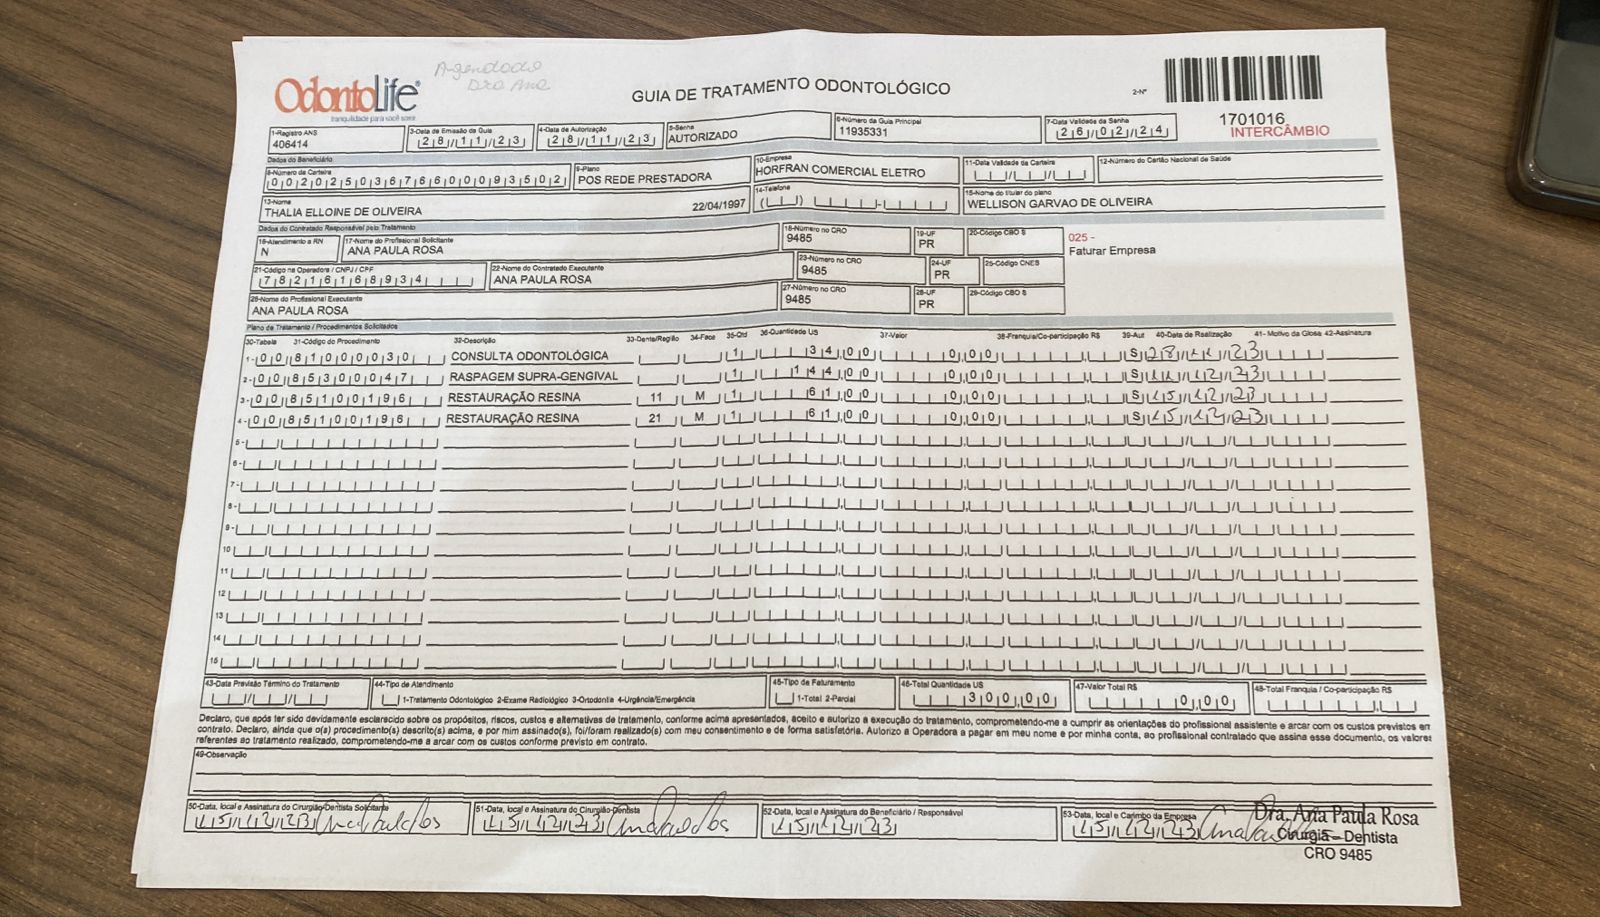 OdontoLife®
tranquilidade para você sorrir
Agendado
Dra Ana
GUIA DE TRATAMENTO ODONTOLÓGICO
2-Nº
1701016
INTERCÂMBIO
1-Registro ANS
406414
3-Data de Emissão da Guia
28/11/23
4-Data de Autorização
28/11/23
5-Senha
AUTORIZADO
6-Número da Guia Principal
11935331
7-Data Validade da Senha
26/02/24
Dados do Beneficiário
8-Número da Carteira
00202503676600093502
9-Plano
POS REDE PRESTADORA
10-Empresa
HORFRAN COMERCIAL ELETRO
11-Data Validade da Carteira
12-Número do Cartão Nacional de Saúde
13-Nome
THALIA ELLOINE DE OLIVEIRA 22/04/1997
14-Telefone
15-Nome do titular do plano
WELLISON GARVAO DE OLIVEIRA
Dados do Contratado Responsável pelo Tratamento
16-Atendimento a RN
N
17-Nome do Profissional Solicitante
ANA PAULA ROSA
18-Número no CRO
9485
19-UF
PR
20-Código CBO S
025 -
Faturar Empresa
21-Código na Operadora / CNPJ / CPF
78216168934
22-Nome do Contratado Executante
ANA PAULA ROSA
23-Número no CRO
9485
24-UF
PR
25-Código CNES
26-Nome do Profissional Executante
ANA PAULA ROSA
27-Número no CRO
9485
28-UF
PR
29-Código CBO S
Plano de Tratamento / Procedimentos Solicitados
30-Tabela 31-Código do Procedimento 32-Descrição 33-Dente/Região 34-Face 35-Qtd 36-Quantidade US 37-Valor 38-Franquia/Co-participação R$ 39-Aut 40-Data de Realização 41- Motivo da Glosa 42-Assinatura
1- 00 81000030 CONSULTA ODONTOLÓGICA 1 34,00 0,00 S 28/11/23
2- 00 85300047 RASPAGEM SUPRA-GENGIVAL 1 144,00 0,00 S 11/12/23
3- 00 85100196 RESTAURAÇÃO RESINA 11 M 1 61,00 0,00 S 15/12/23
4- 00 85100196 RESTAURAÇÃO RESINA 21 M 1 61,00 0,00 S 15/12/23
5-
6-
7-
8-
9-
10
11
12
13
14
15
43-Data Previsão Término do Tratamento
44-Tipo de Atendimento
1-Tratamento Odontológico 2-Exame Radiológico 3-Ortodontia 4-Urgência/Emergência
45-Tipo de Faturamento
1-Total 2-Parcial
46-Total Quantidade US
300,00
47-Valor Total R$
0,00
48-Total Franquia / Co-participação R$
Declaro, que após ter sido devidamente esclarecido sobre os propósitos, riscos, custos e alternativas de tratamento, conforme acima apresentados, aceito e autorizo a execução do tratamento, comprometendo-me a cumprir as orientações do profissional assistente e arcar com os custos previstos em
contrato. Declaro, ainda que o(s) procedimento(s) descrito(s) acima, e por mim assinado(s), foi/foram realizado(s) com meu consentimento e de forma satisfatória. Autorizo a Operadora a pagar em meu nome e por minha conta, ao profissional contratado que assina esse documento, os valores
referentes ao tratamento realizado, comprometendo-me a arcar com os custos conforme previsto em contrato.
49-Observação
50-Data, local e Assinatura do Cirurgião-Dentista Solicitante
15/12/23
51-Data, local e Assinatura do Cirurgião-Dentista
15/12/23
52-Data, local e Assinatura do Beneficiário / Responsável
15/12/23
53-Data, local e Carimbo da Empresa
15/12/23
Dra. Ana Paula Rosa
Cirurgiã - Dentista
CRO 9485